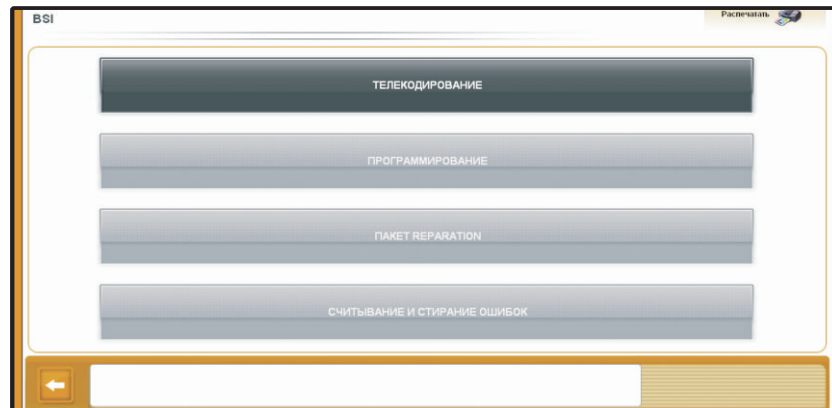 BSI
Распечатать
ТЕЛЕКОДИРОВАНИЕ
ПРОГРАММИРОВАНИЕ
ПАКЕТ REPARATION
СЧИТЫВАНИЕ И СТИРАНИЕ ОШИБОК